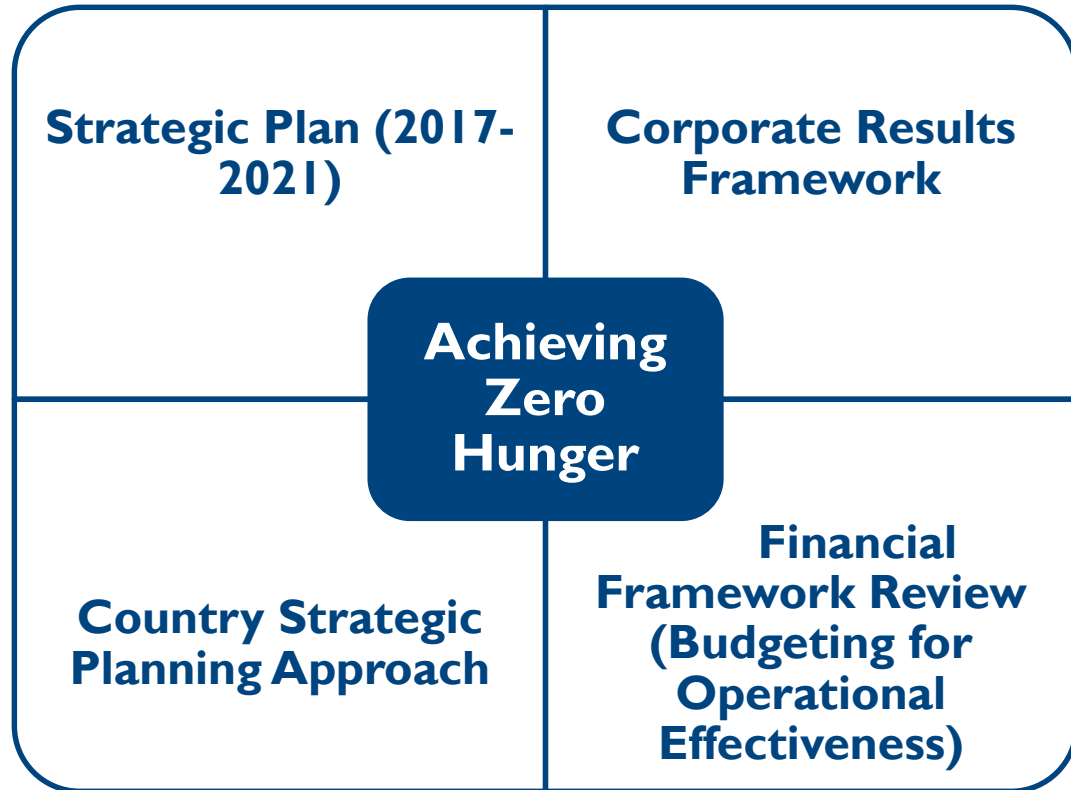 Strategic Plan (2017-
2021)
Corporate Results
Framework
Achieving
Zero
Hunger
Country Strategic
Planning Approach
Financial
Framework Review
(Budgeting for
Operational
Effectiveness)